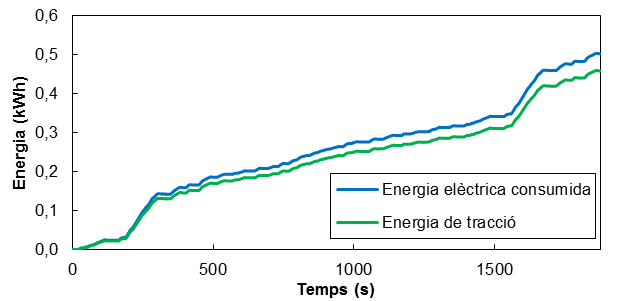 0,6
0,5
0,4
0,3
0,2
0,1
0,0
Energia (kWh)
Energia elèctrica consumida
Energia de tracció
0
500
1000
1500
Temps (s)